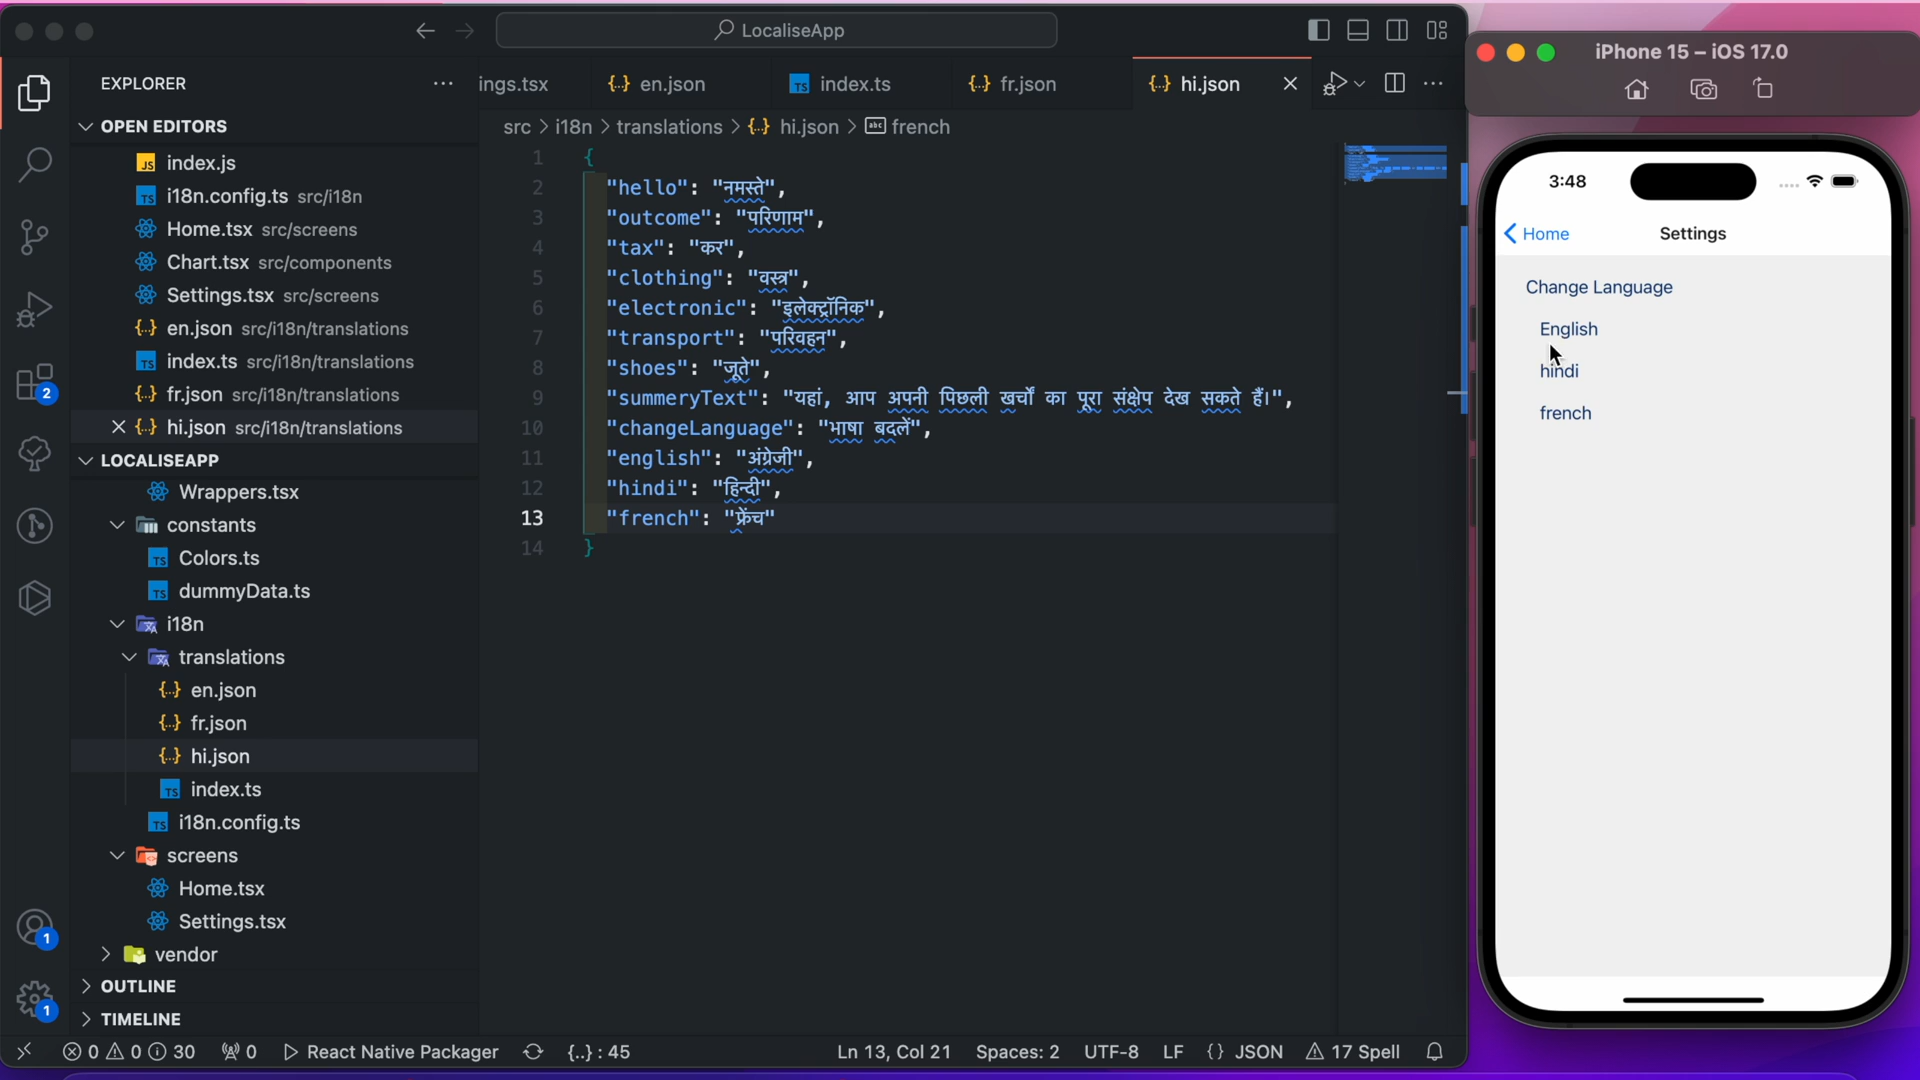 LocaliseApp
EXPLORER
OPEN EDITORS
index.js
i18n.config.ts src/i18n
Home.tsx src/screens
Chart.tsx src/components
Settings.tsx src/screens
en.json src/i18n/translations
index.ts src/i18n/translations
fr.json src/i18n/translations
hi.json src/i18n/translations
LOCALISEAPP
Wrappers.tsx
constants
Colors.ts
dummyData.ts
i18n
translations
en.json
fr.json
hi.json
index.ts
i18n.config.ts
screens
Home.tsx
Settings.tsx
vendor
OUTLINE
TIMELINE
2
1
1
ings.tsx en.json index.ts fr.json hi.json
src > i18n > translations > {..} hi.json > abc french
1 {
2 "hello": "नमस्ते",
3 "outcome": "परिणाम",
4 "tax": "कर",
5 "clothing": "वस्त्र",
6 "electronic": "इलेक्ट्रॉनिक",
7 "transport": "परिवहन",
8 "shoes": "जूते",
9 "summeryText": "यहां, आप अपनी पिछली खर्चों का पूरा संक्षेप देख सकते हैं।",
10 "changeLanguage": "भाषा बदलें",
11 "english": "अंग्रेजी",
12 "hindi": "हिन्दी",
13 "french": "फ्रेंच"
14 }
0 0 30 0 React Native Packager {..} : 45 Ln 13, Col 21 Spaces: 2 UTF-8 LF {} JSON 17 Spell
iPhone 15 – iOS 17.0
3:48
Home Settings
Change Language
English
hindi
french